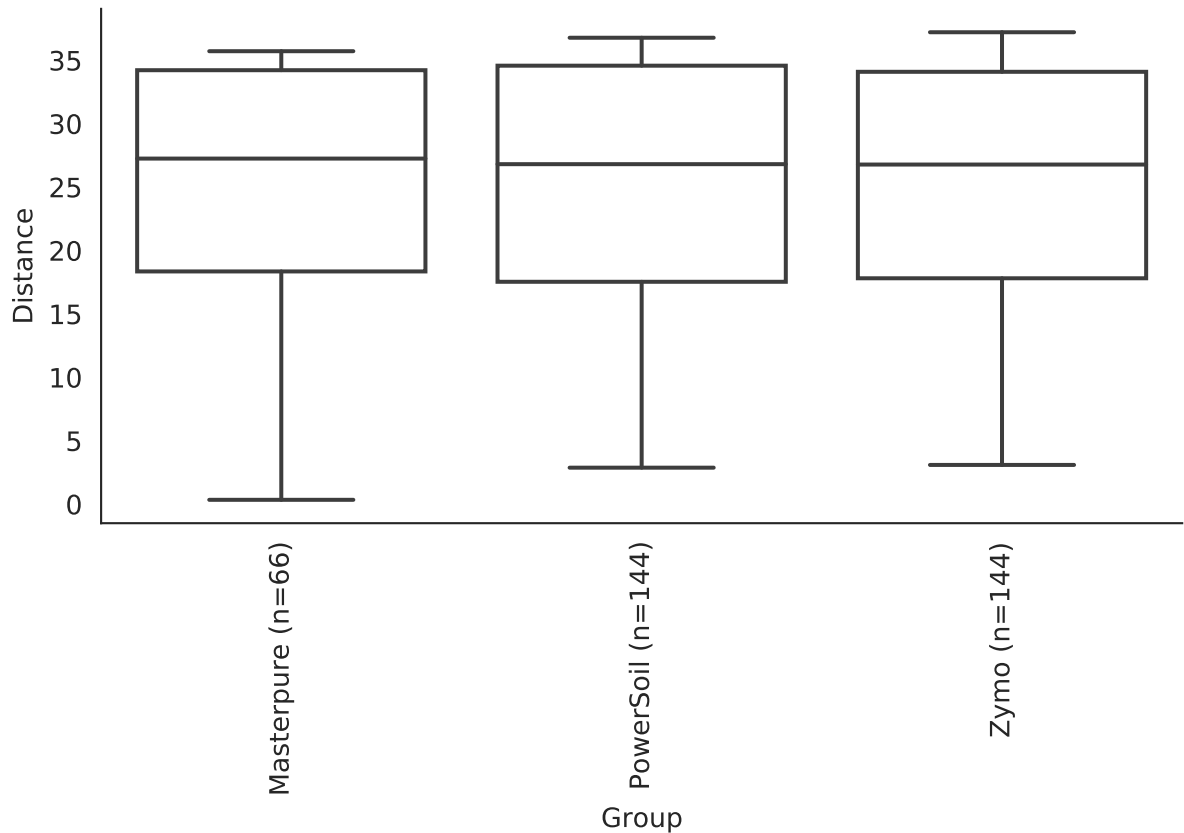 Distance
35
30
25
20
15
10
5
0
Masterpure (n=66)
PowerSoil (n=144)
Zymo (n=144)
Group